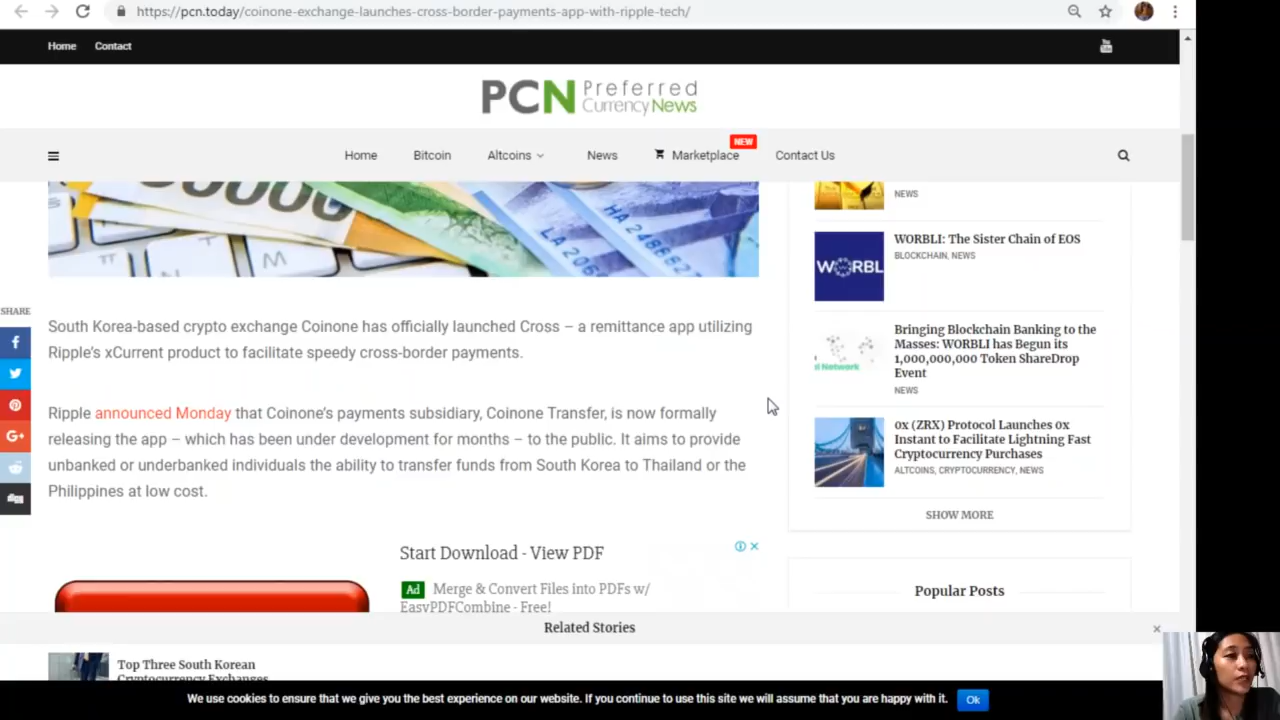 https://pcn.today/coinone-exchange-launches-cross-border-payments-app-with-ripple-tech/
Home Contact
PCN Preferred
Currency News
NEW
Home Bitcoin Altcoins News Marketplace Contact Us
NEWS
WORBLI: The Sister Chain of EOS
BLOCKCHAIN, NEWS
WORBL
SHARE
South Korea-based crypto exchange Coinone has officially launched Cross – a remittance app utilizing
Ripple's xCurrent product to facilitate speedy cross-border payments.
Bringing Blockchain Banking to the
Masses: WORBLI has Begun its
1,000,000,000 Token ShareDrop
Event
NEWS
al Network
Ripple announced Monday that Coinone's payments subsidiary, Coinone Transfer, is now formally
releasing the app – which has been under development for months – to the public. It aims to provide
unbanked or underbanked individuals the ability to transfer funds from South Korea to Thailand or the
Philippines at low cost.
0x (ZRX) Protocol Launches 0x
Instant to Facilitate Lightning Fast
Cryptocurrency Purchases
ALTCOINS, CRYPTOCURRENCY, NEWS
SHOW MORE
Start Download - View PDF
Ad Merge & Convert Files into PDFs w/
EasyPDFCombine - Free!
Popular Posts
Related Stories
Top Three South Korean
Cryptocurrency Exchanges
We use cookies to ensure that we give you the best experience on our website. If you continue to use this site we will assume that you are happy with it. Ok